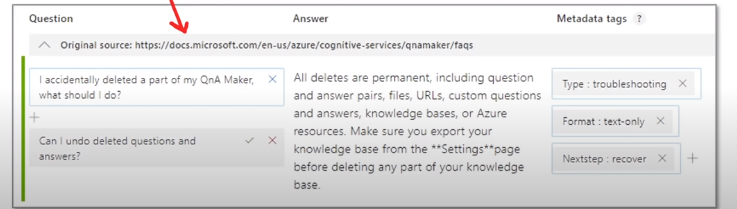 Question Answer Metadata tags ?
Original source: https://docs.microsoft.com/en-us/azure/cognitive-services/qnamaker/faqs
I accidentally deleted a part of my QnA Maker,
what should I do?
Can I undo deleted questions and
answers?
All deletes are permanent, including question
and answer pairs, files, URLs, custom questions
and answers, knowledge bases, or Azure
resources. Make sure you export your
knowledge base from the **Settings**page
before deleting any part of your knowledge
base.
Type : troubleshooting
Format : text-only
Nextstep : recover